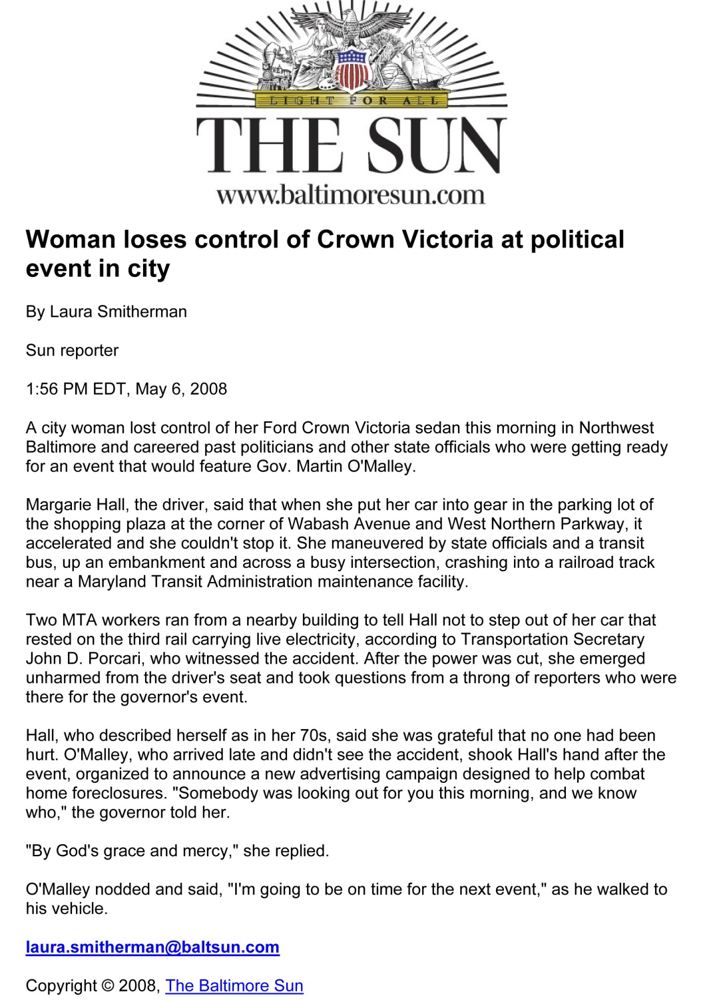 LIGHT FOR ALL
THE SUN
www.baltimoresun.com
Woman loses control of Crown Victoria at political
event in city
By Laura Smitherman
Sun reporter
1:56 PM EDT, May 6, 2008
A city woman lost control of her Ford Crown Victoria sedan this morning in Northwest
Baltimore and careered past politicians and other state officials who were getting ready
for an event that would feature Gov. Martin O'Malley.
Margarie Hall, the driver, said that when she put her car into gear in the parking lot of
the shopping plaza at the corner of Wabash Avenue and West Northern Parkway, it
accelerated and she couldn't stop it. She maneuvered by state officials and a transit
bus, up an embankment and across a busy intersection, crashing into a railroad track
near a Maryland Transit Administration maintenance facility.
Two MTA workers ran from a nearby building to tell Hall not to step out of her car that
rested on the third rail carrying live electricity, according to Transportation Secretary
John D. Porcari, who witnessed the accident. After the power was cut, she emerged
unharmed from the driver's seat and took questions from a throng of reporters who were
there for the governor's event.
Hall, who described herself as in her 70s, said she was grateful that no one had been
hurt. O'Malley, who arrived late and didn't see the accident, shook Hall's hand after the
event, organized to announce a new advertising campaign designed to help combat
home foreclosures. "Somebody was looking out for you this morning, and we know
who," the governor told her.
"By God's grace and mercy," she replied.
O'Malley nodded and said, "I'm going to be on time for the next event," as he walked to
his vehicle.
laura.smitherman@baltsun.com
Copyright © 2008, The Baltimore Sun